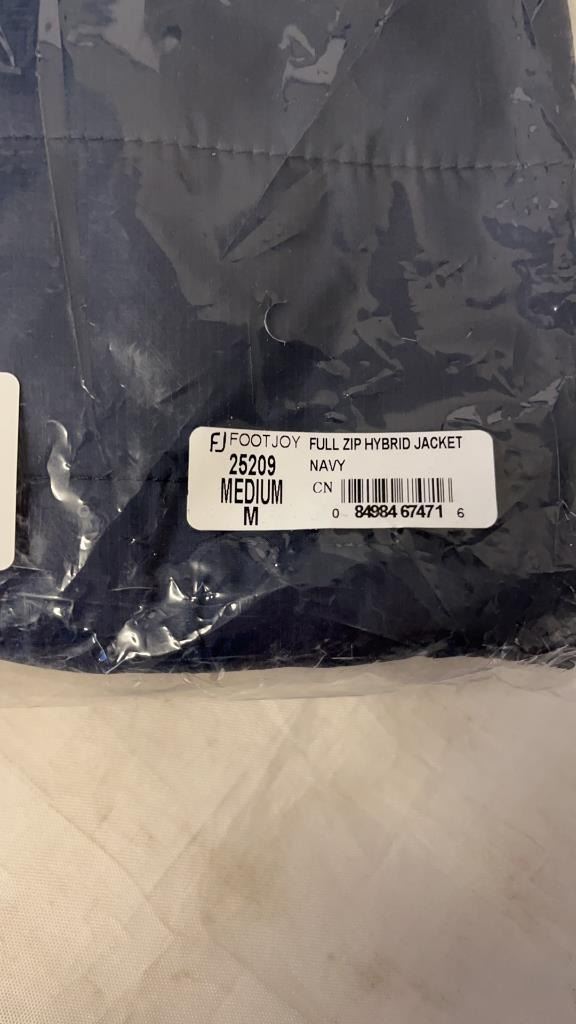 FJ FOOTJOY
25209
MEDIUM
M
FULL ZIP HYBRID JACKET
NAVY
CN
0 84984 67471 6